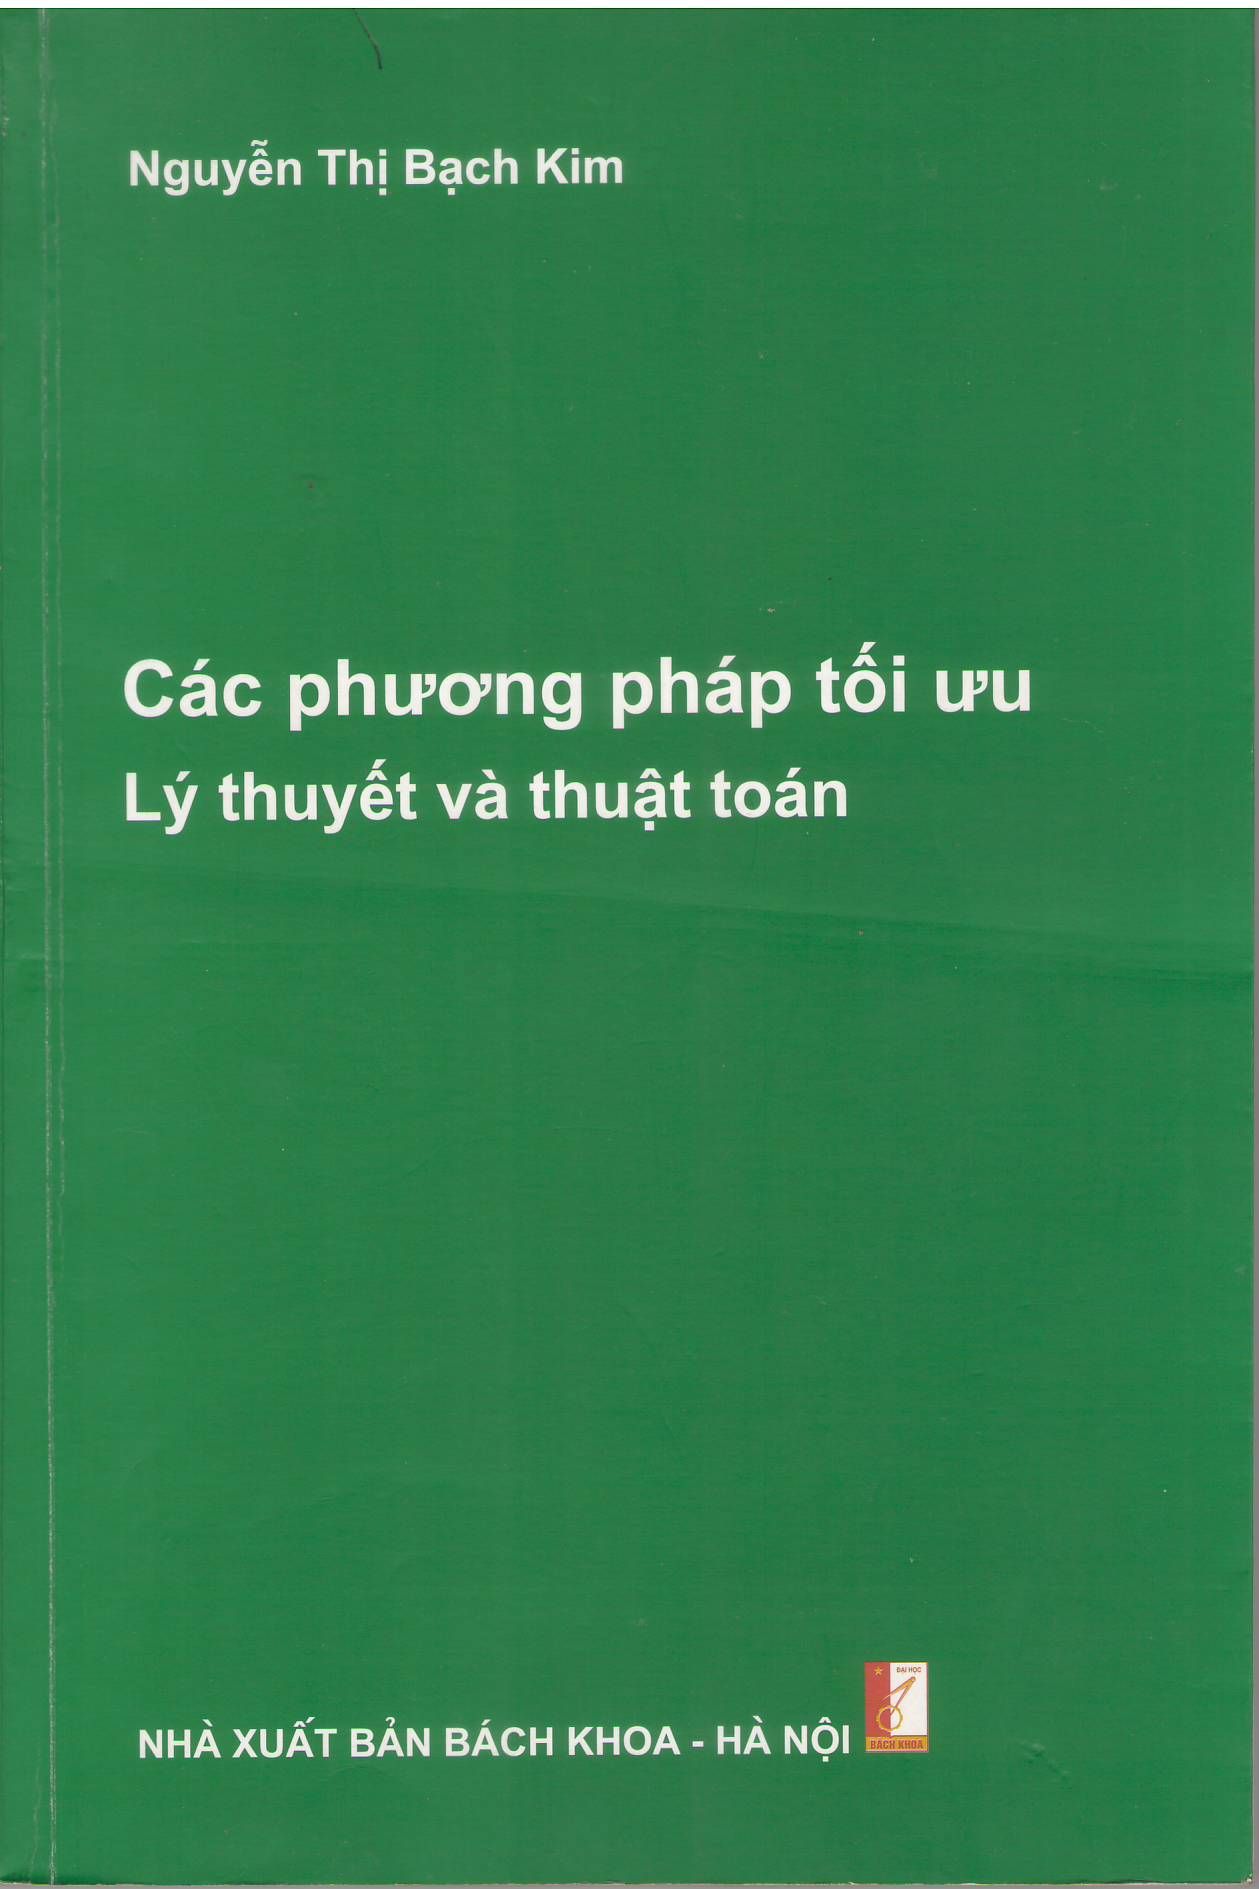 Nguyễn Thị Bạch Kim
Các phương pháp tối ưu
Lý thuyết và thuật toán
NHÀ XUẤT BẢN BÁCH KHOA - HÀ NỘI
ĐẠI HỌC
BÁCH KHOA